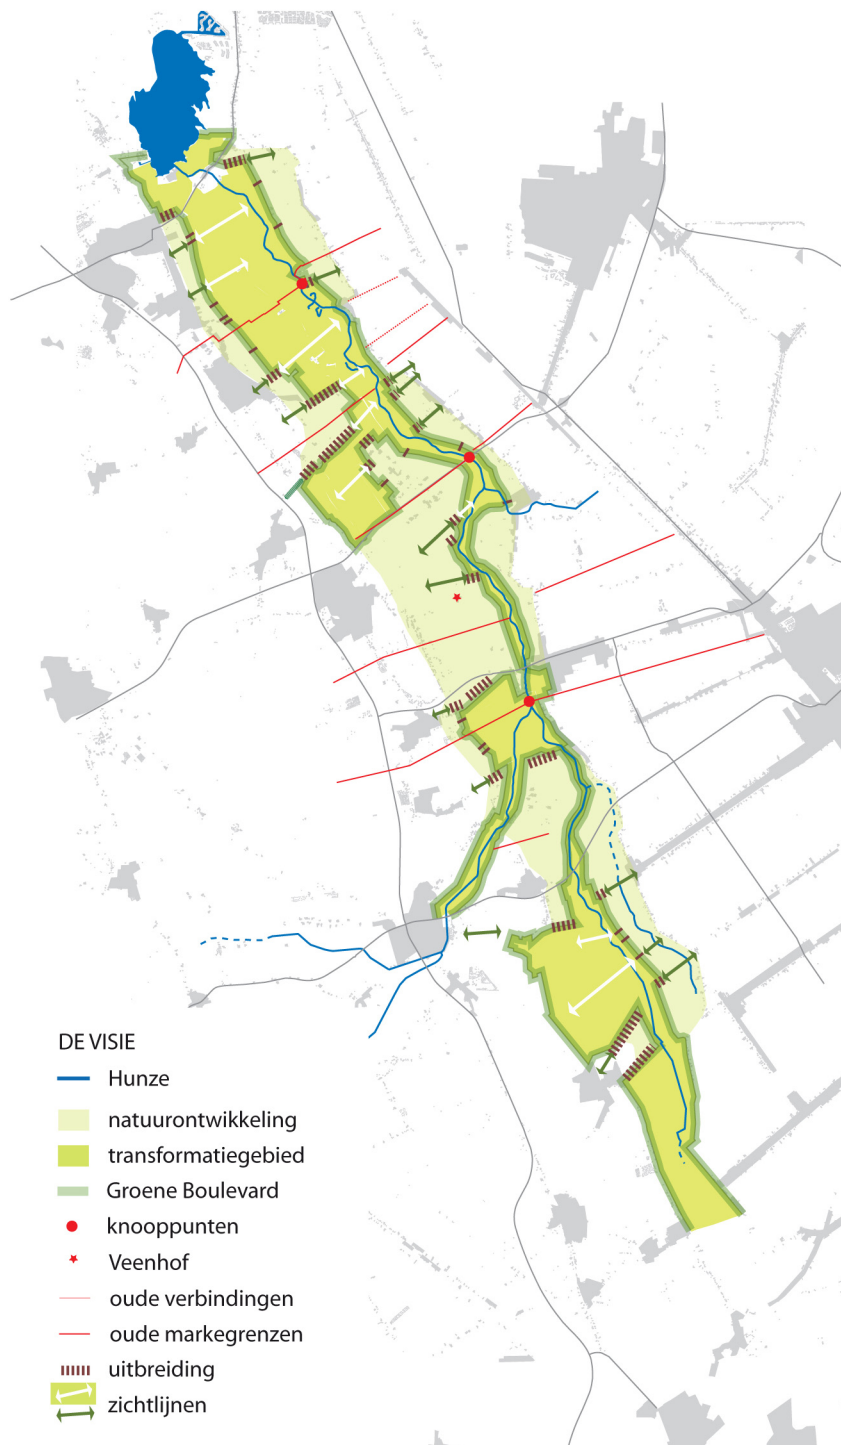 DE VISIE
Hunze
natuurontwikkeling
transformatiegebied
Groene Boulevard
knooppunten
Veenhof
oude verbindingen
oude markegrenzen
uitbreiding
zichtlijnen